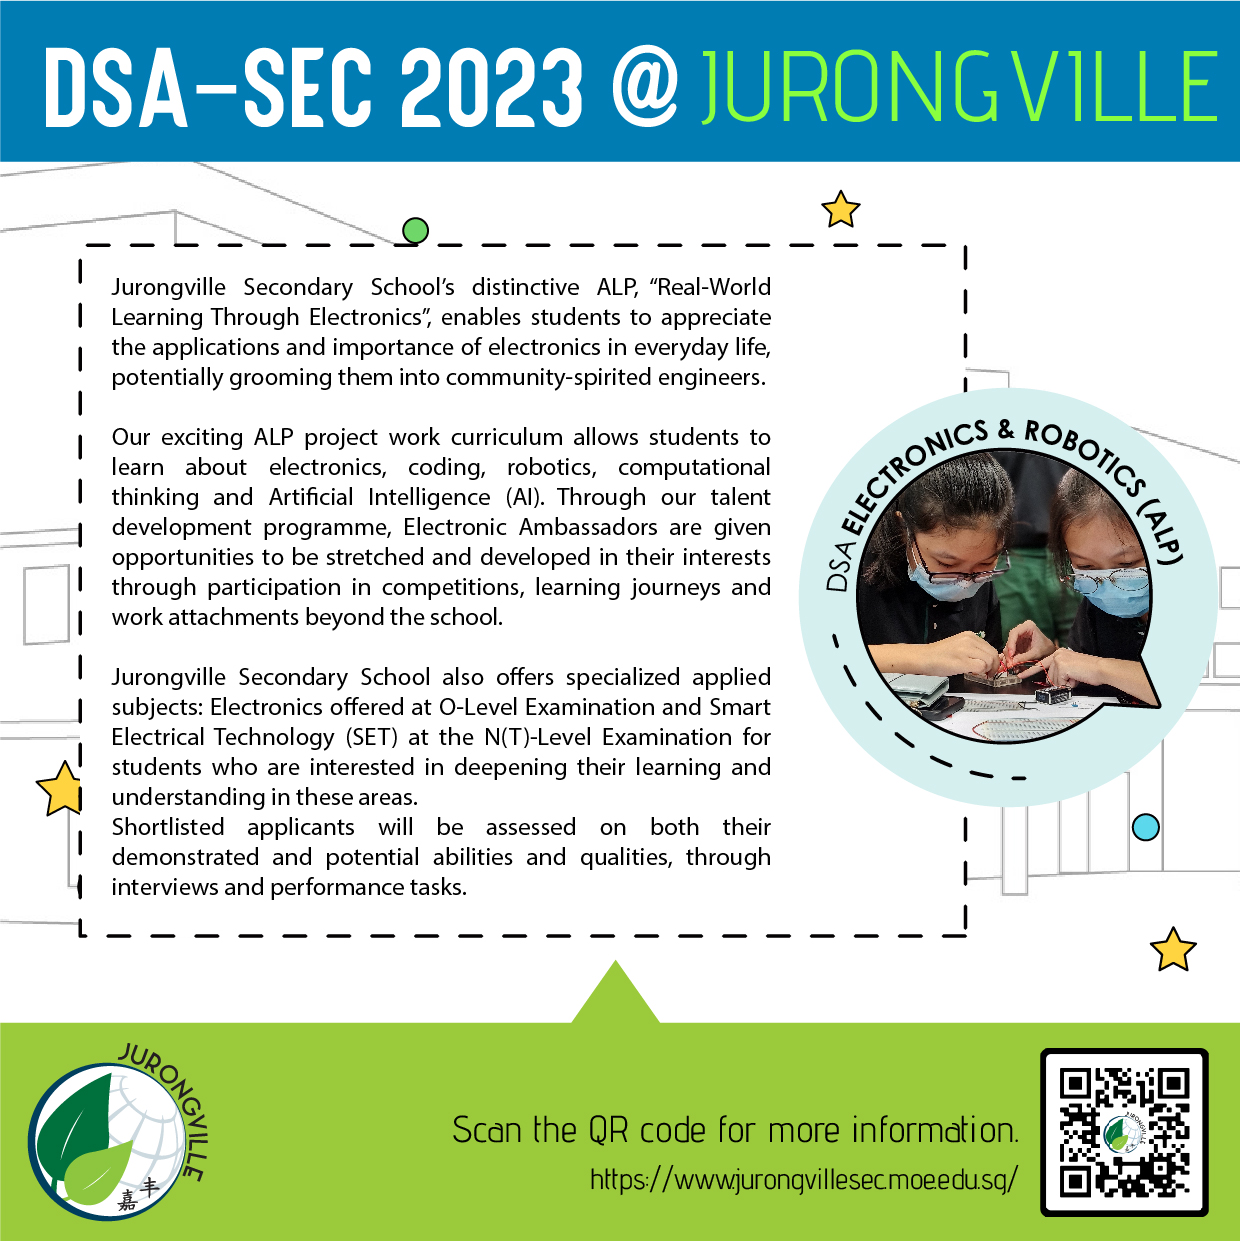 DSA-SEC 2023 @ JURONGVILLE
Jurongville Secondary School’s distinctive ALP, “Real-World
Learning Through Electronics”, enables students to appreciate
the applications and importance of electronics in everyday life,
potentially grooming them into community-spirited engineers.
Our exciting ALP project work curriculum allows students to
learn about electronics, coding, robotics, computational
thinking and Artificial Intelligence (AI). Through our talent
development programme, Electronic Ambassadors are given
opportunities to be stretched and developed in their interests
through participation in competitions, learning journeys and
work attachments beyond the school.
Jurongville Secondary School also offers specialized applied
subjects: Electronics offered at O-Level Examination and Smart
Electrical Technology (SET) at the N(T)-Level Examination for
students who are interested in deepening their learning and
understanding in these areas.
Shortlisted applicants will be assessed on both their
demonstrated and potential abilities and qualities, through
interviews and performance tasks.
DSA ELECTRONICS & ROBOTICS (ALP)
JURONGVILLE
嘉丰
Scan the QR code for more information.
https://www.jurongvillesec.moe.edu.sg/
JURONGVILLE